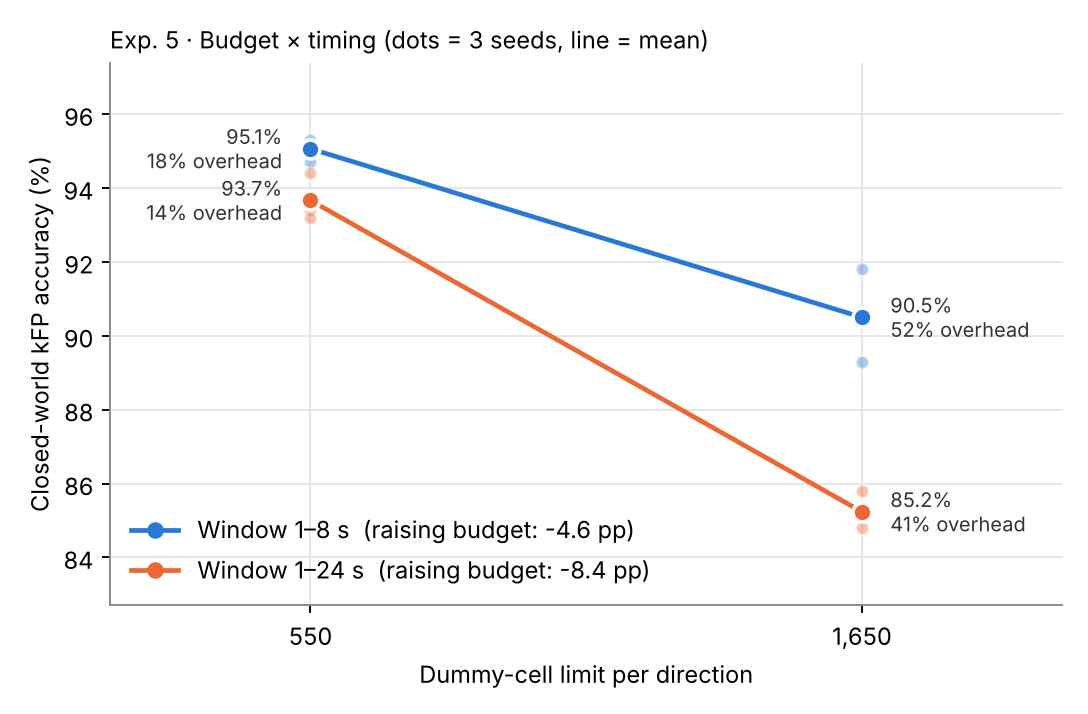 Exp. 5 · Budget × timing (dots = 3 seeds, line = mean)
Closed-world kFP accuracy (%)
96
94
92
90
88
86
84
95.1%
18% overhead
93.7%
14% overhead
90.5%
52% overhead
85.2%
41% overhead
Window 1–8 s (raising budget: -4.6 pp)
Window 1–24 s (raising budget: -8.4 pp)
550
1,650
Dummy-cell limit per direction